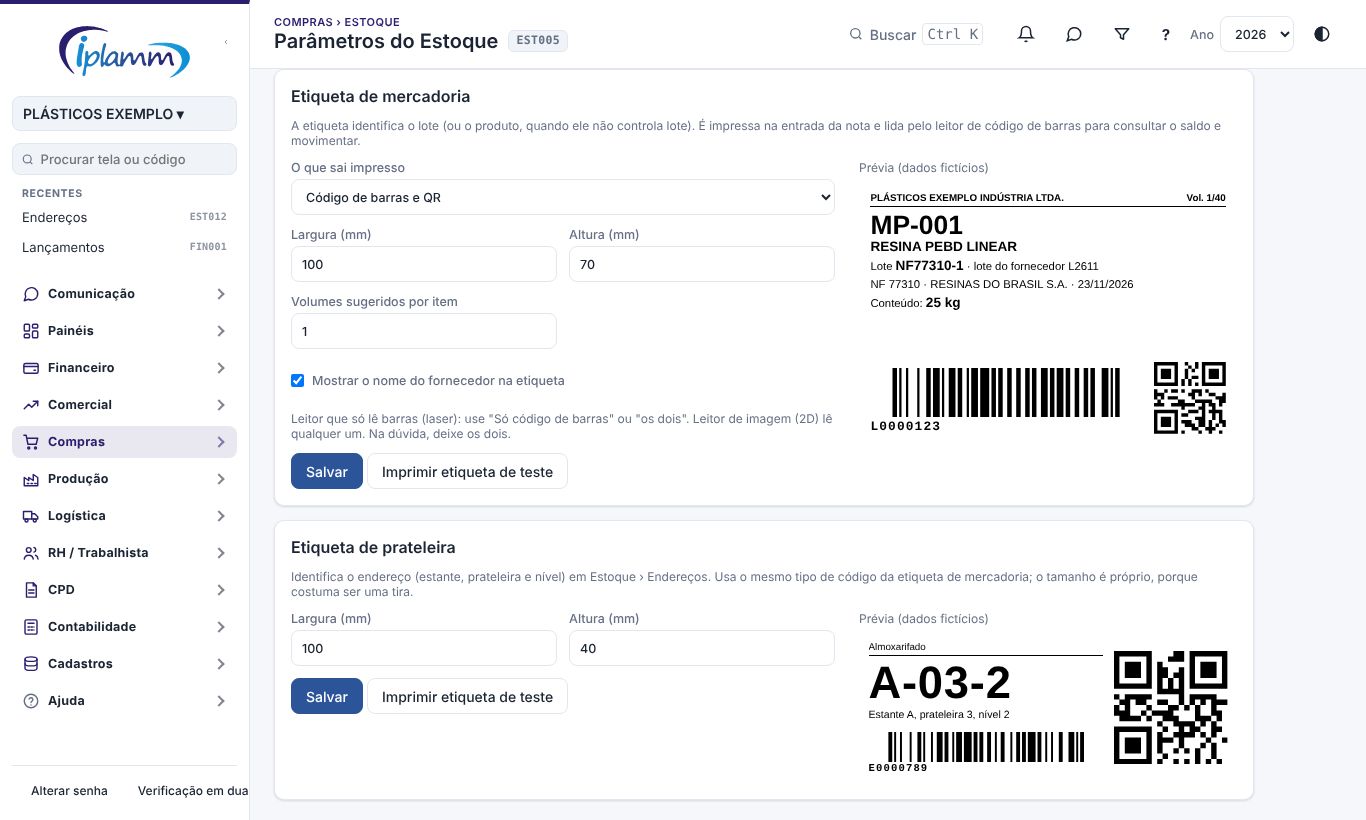 iplamm
‹
PLÁSTICOS EXEMPLO ▾
Procurar tela ou código
RECENTES
Endereços EST012
Lançamentos FIN001
Comunicação
Painéis
Financeiro
Comercial
Compras
Produção
Logística
RH / Trabalhista
CPD
Contabilidade
Cadastros
Ajuda
Alterar senha Verificação em dua
COMPRAS › ESTOQUE
Parâmetros do Estoque EST005
Buscar Ctrl K ? Ano 2026
Etiqueta de mercadoria
A etiqueta identifica o lote (ou o produto, quando ele não controla lote). É impressa na entrada da nota e lida pelo leitor de código de barras para consultar o saldo e
movimentar.
O que sai impresso
Código de barras e QR
Largura (mm) Altura (mm)
100 70
Volumes sugeridos por item
1
Mostrar o nome do fornecedor na etiqueta
Leitor que só lê barras (laser): use "Só código de barras" ou "os dois". Leitor de imagem (2D) lê
qualquer um. Na dúvida, deixe os dois.
Salvar Imprimir etiqueta de teste
Prévia (dados fictícios)
PLÁSTICOS EXEMPLO INDÚSTRIA LTDA. Vol. 1/40
MP-001
RESINA PEBD LINEAR
Lote NF77310-1 · lote do fornecedor L2611
NF 77310 · RESINAS DO BRASIL S.A. · 23/11/2026
Conteúdo: 25 kg
L0000123
Etiqueta de prateleira
Identifica o endereço (estante, prateleira e nível) em Estoque › Endereços. Usa o mesmo tipo de código da etiqueta de mercadoria; o tamanho é próprio, porque
costuma ser uma tira.
Largura (mm) Altura (mm)
100 40
Salvar Imprimir etiqueta de teste
Prévia (dados fictícios)
Almoxarifado
A-03-2
Estante A, prateleira 3, nível 2
E0000789